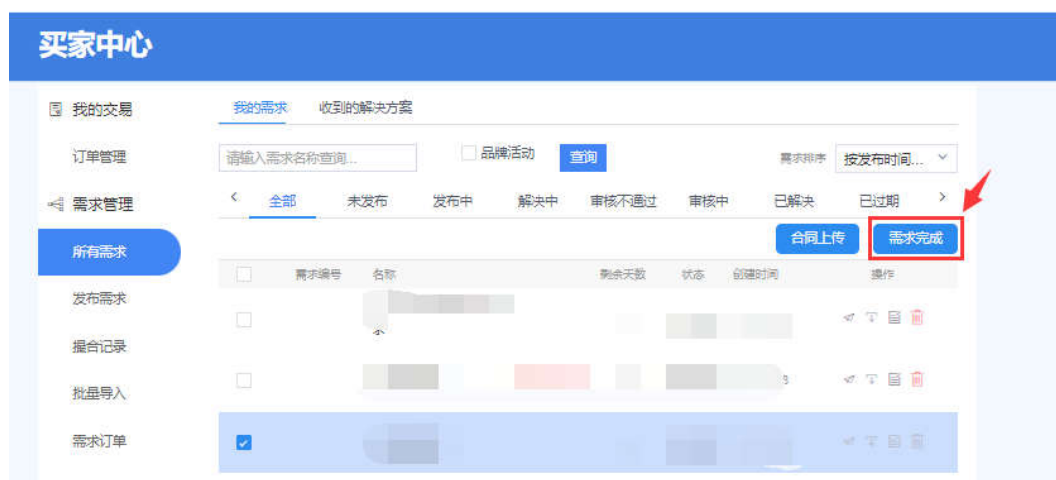 买家中心
我的交易
订单管理
需求管理
所有需求
发布需求
撮合记录
批量导入
需求订单
我的需求 收到的解决方案
请输入需求名称查询... 品牌活动 查询 需求排序 按发布时间...
全部 未发布 发布中 解决中 审核不通过 审核中 已解决 已过期
合同上传 需求完成
需求编号 名称 剩余天数 状态 创建时间 操作